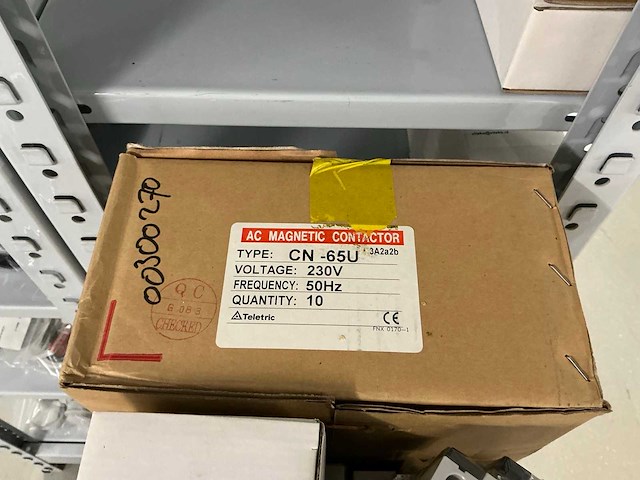 00300270
AC MAGNETIC CONTACTOR
TYPE: CN -65U 3A2a2b
VOLTAGE: 230V
FREQUENCY: 50Hz
QUANTITY: 10
Teletric
CE
FNX 0170-1
QC
CHECKED